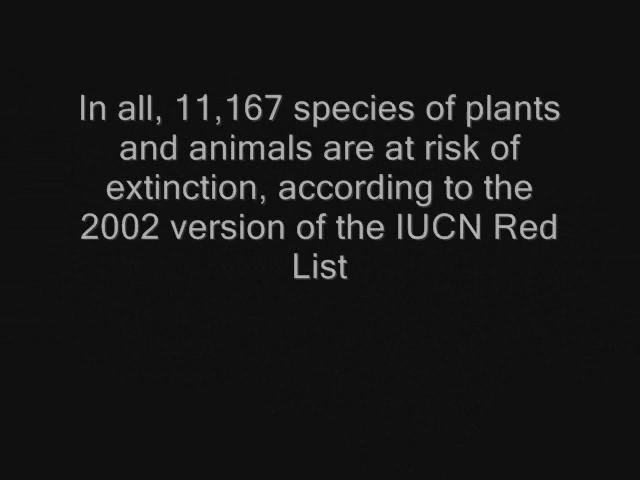 In all, 11,167 species of plants
and animals are at risk of
extinction, according to the
2002 version of the IUCN Red
List